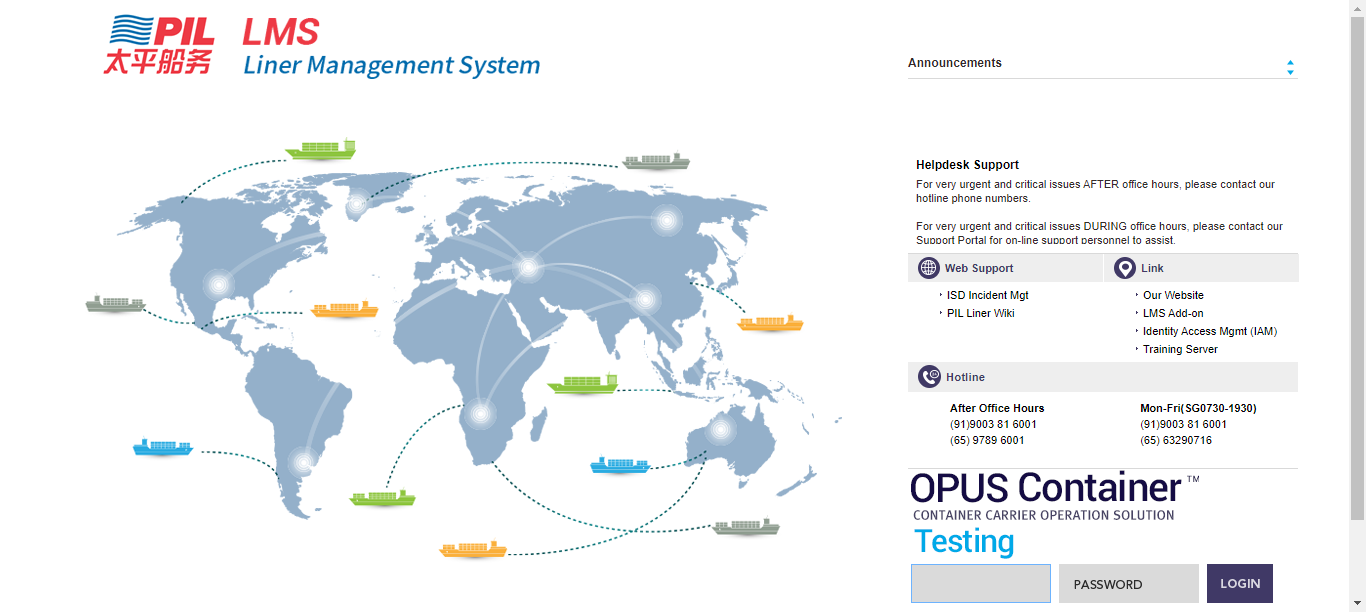 PIL
太平船务
LMS
Liner Management System
Announcements
Helpdesk Support
For very urgent and critical issues AFTER office hours, please contact our
hotline phone numbers.
For very urgent and critical issues DURING office hours, please contact our
Support Portal for on-line support personnel to assist.
Web Support
Link
ISD Incident Mgt
PIL Liner Wiki
Our Website
LMS Add-on
Identity Access Mgmt (IAM)
Training Server
Hotline
After Office Hours
(91)9003 81 6001
(65) 9789 6001
Mon-Fri(SG0730-1930)
(91)9003 81 6001
(65) 63290716
OPUS Container ™
CONTAINER CARRIER OPERATION SOLUTION
Testing
PASSWORD
LOGIN